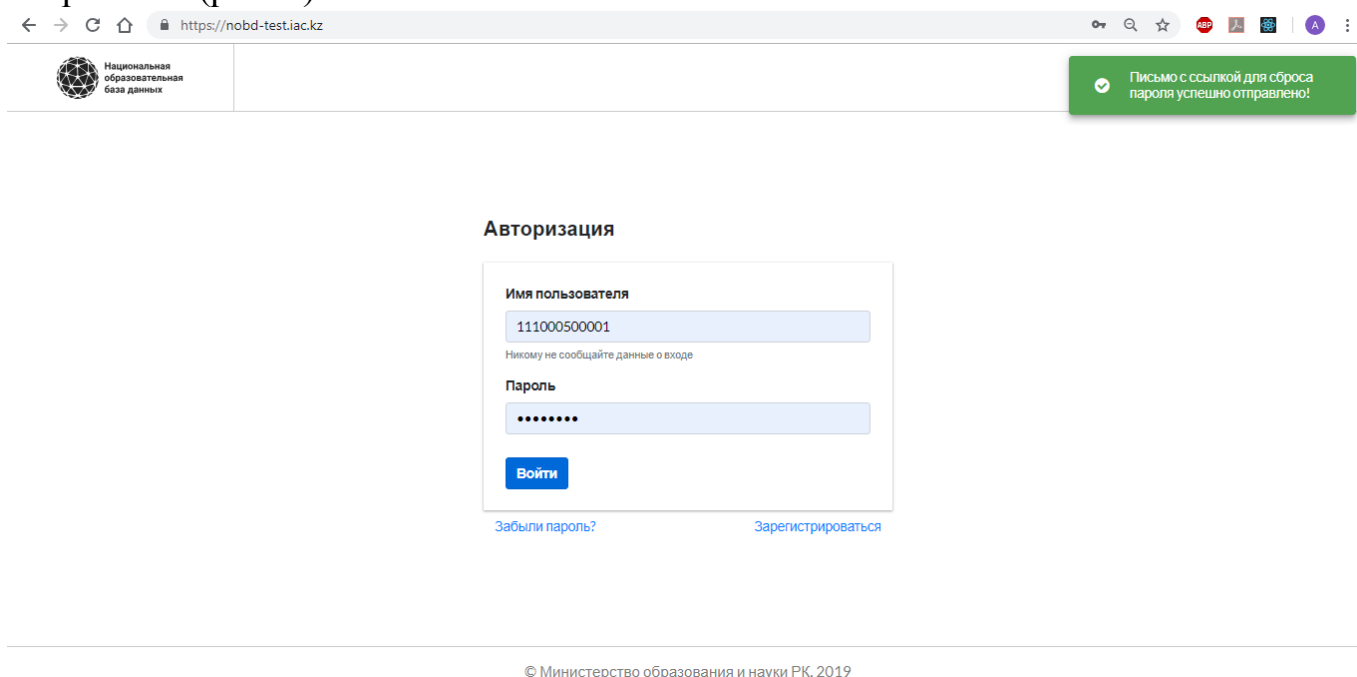 https://nobd-test.iac.kz
ABP
A
Национальная
образовательная
база данных
Письмо с ссылкой для сброса
пароля успешно отправлено!
Авторизация
Имя пользователя
111000500001
Никому не сообщайте данные о входе
Пароль
••••••••
Войти
Забыли пароль?
Зарегистрироваться
© Министерство образования и науки РК, 2019